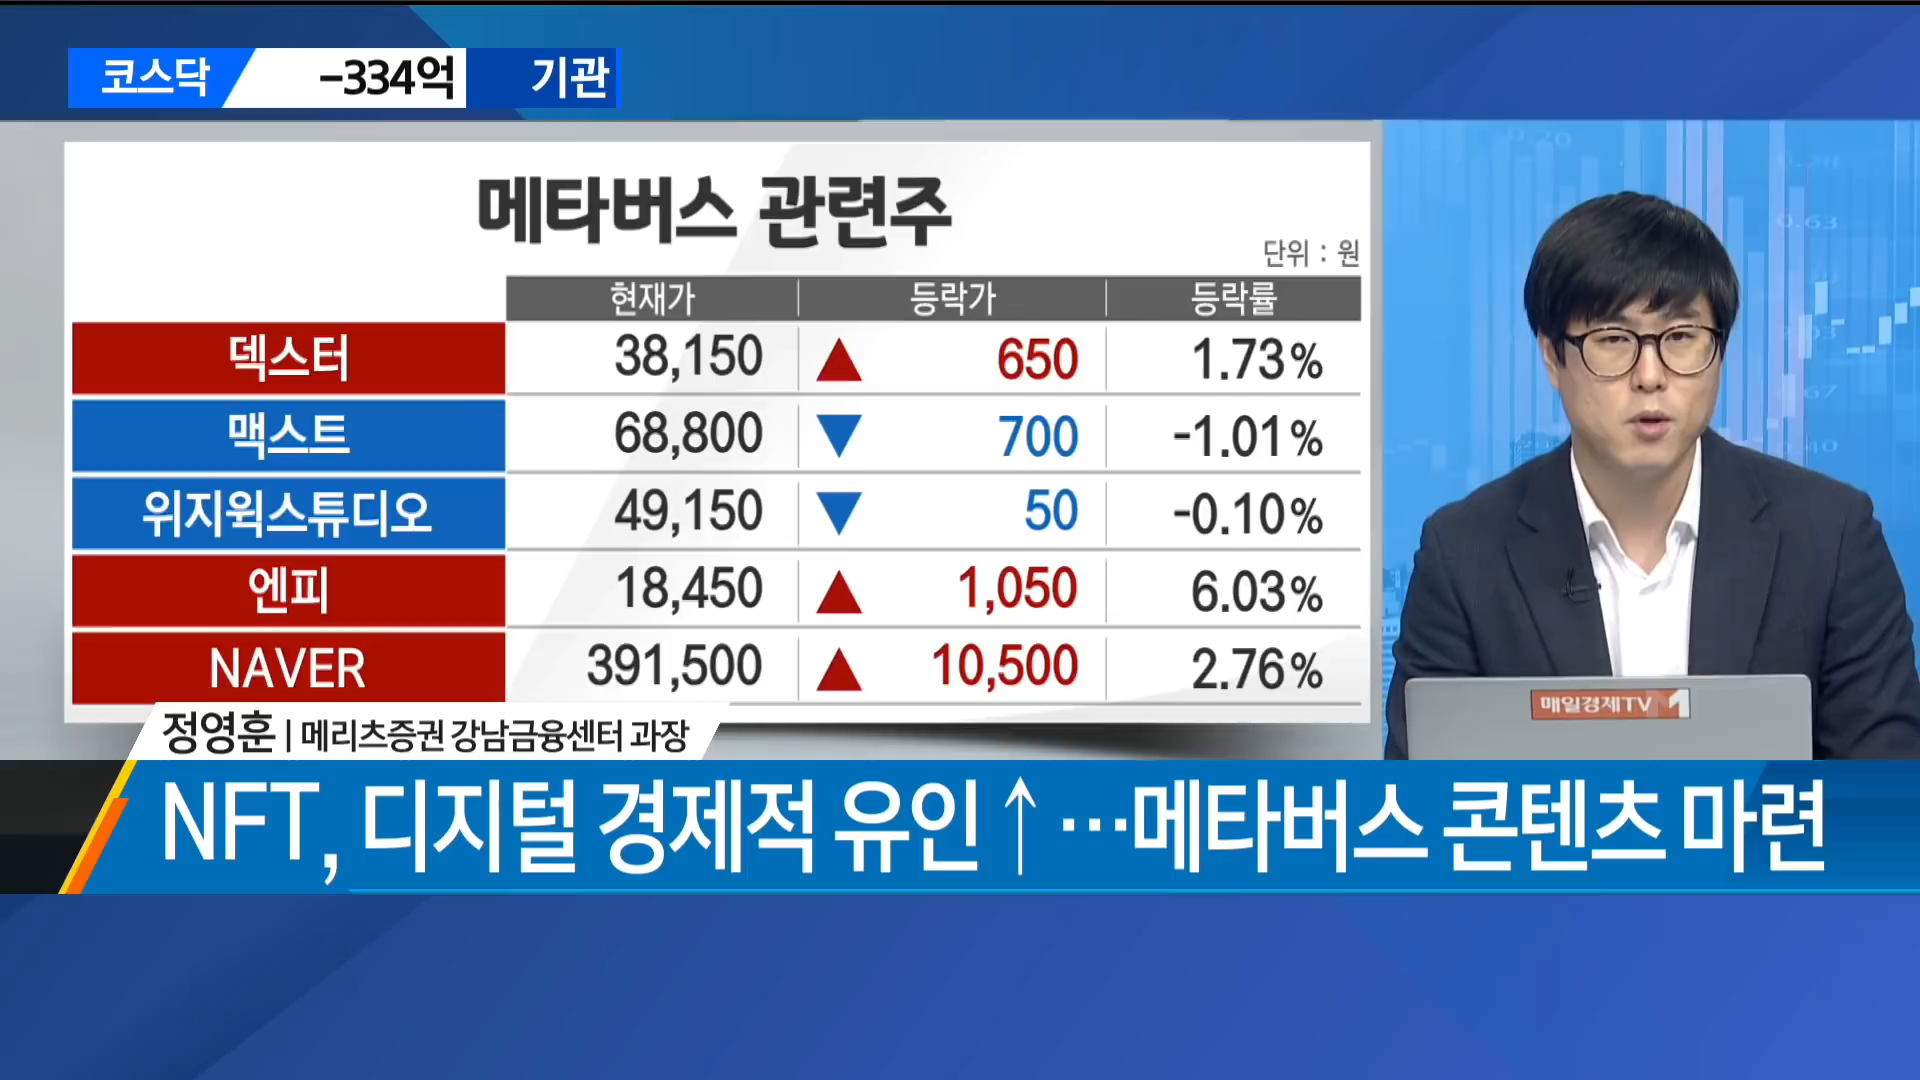 코스닥 -334억 기관
메타버스 관련주
단위 : 원
현재가 등락가 등락률
덱스터 38,150 ▲ 650 1.73%
맥스트 68,800 ▼ 700 -1.01%
위지윅스튜디오 49,150 ▼ 50 -0.10%
엔피 18,450 ▲ 1,050 6.03%
NAVER 391,500 ▲ 10,500 2.76%
매일경제TV M1
정영훈 | 메리츠증권 강남금융센터 과장
NFT, 디지털 경제적 유인↑…메타버스 콘텐츠 마련